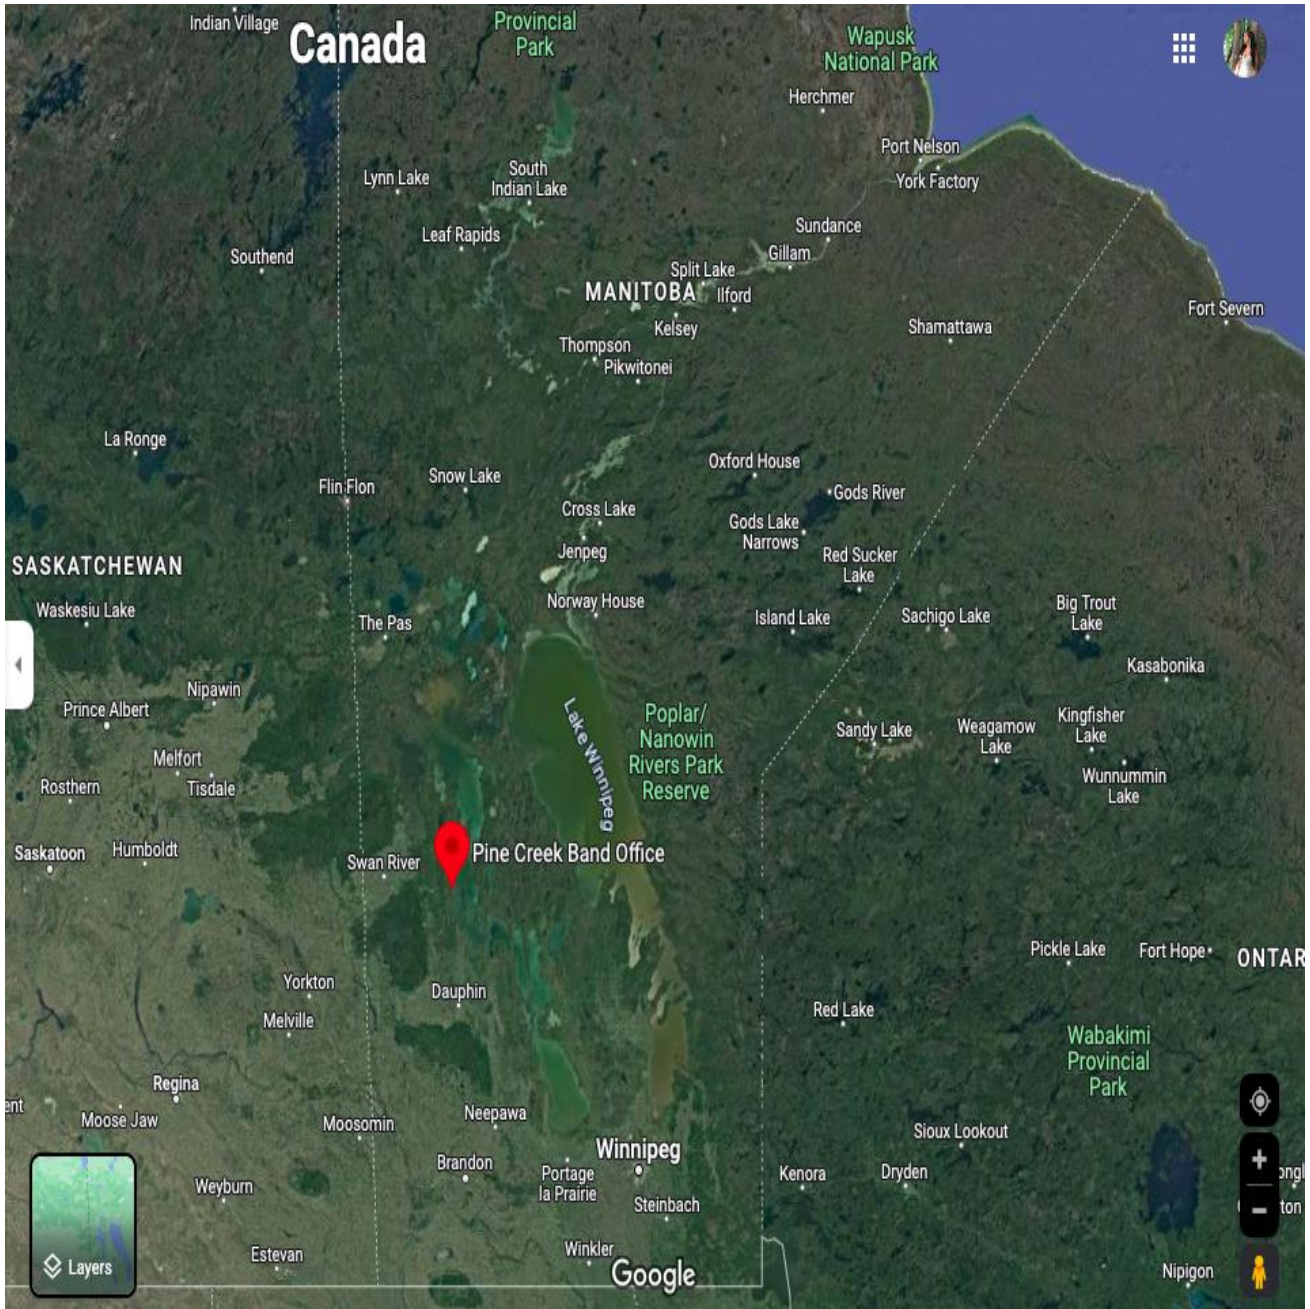 Indian Village
Canada
Provincial
Park
Wapusk
National Park
Herchmer
Port Nelson
York Factory
Lynn Lake
South
Indian Lake
Leaf Rapids
Sundance
Gillam
Southend
Split Lake
MANITOBA
Ilford
Fort Severn
Kelsey
Shamattawa
Thompson
Pikwitonei
La Ronge
Oxford House
Snow Lake
Flin Flon
Gods River
Cross Lake
Gods Lake
Narrows
Jenpeg
Red Sucker
Lake
SASKATCHEWAN
Norway House
Waskesiu Lake
The Pas
Island Lake
Sachigo Lake
Big Trout
Lake
Kasabonika
Nipawin
Prince Albert
Lake Winnipeg
Poplar/
Nanowin
Rivers Park
Reserve
Sandy Lake
Weagamow
Lake
Kingfisher
Lake
Melfort
Rosthern
Tisdale
Wunnummin
Lake
Saskatoon
Humboldt
Swan River
Pine Creek Band Office
Pickle Lake
Fort Hope
ONTAR
Yorkton
Dauphin
Melville
Red Lake
Wabakimi
Provincial
Park
Regina
ent
Moose Jaw
Moosomin
Neepawa
Sioux Lookout
Winnipeg
Brandon
Portage
la Prairie
Kenora
Dryden
ongl
ton
Weyburn
Steinbach
Layers
Estevan
Winkler
Google
Nipigon